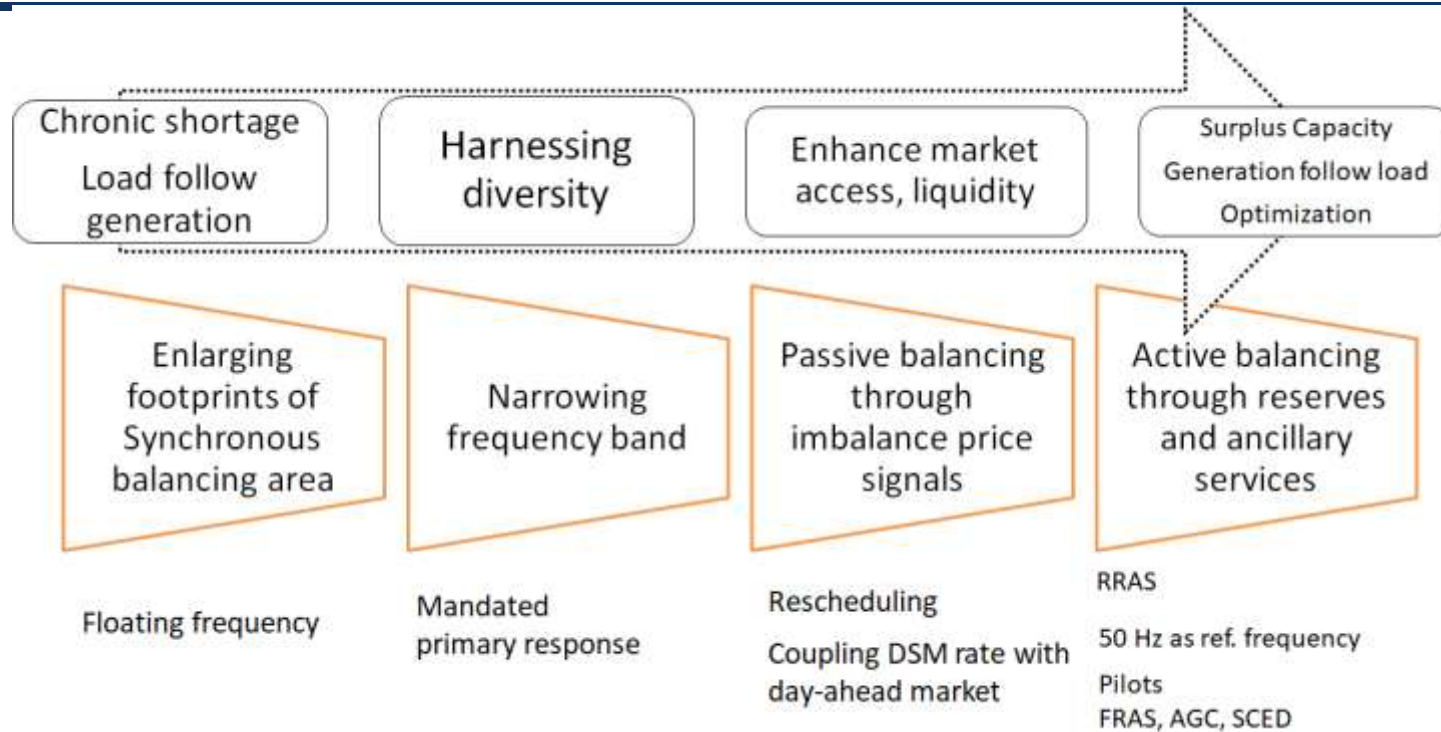 Chronic shortage
Load follow
generation
Harnessing
diversity
Enhance market
access, liquidity
Surplus Capacity
Generation follow load
Optimization
Enlarging
footprints of
Synchronous
balancing area
Narrowing
frequency band
Passive balancing
through
imbalance price
signals
Active balancing
through reserves
and ancillary
services
Floating frequency
Mandated
primary response
Rescheduling
Coupling DSM rate with
day-ahead market
RRAS
50 Hz as ref. frequency
Pilots
FRAS, AGC, SCED